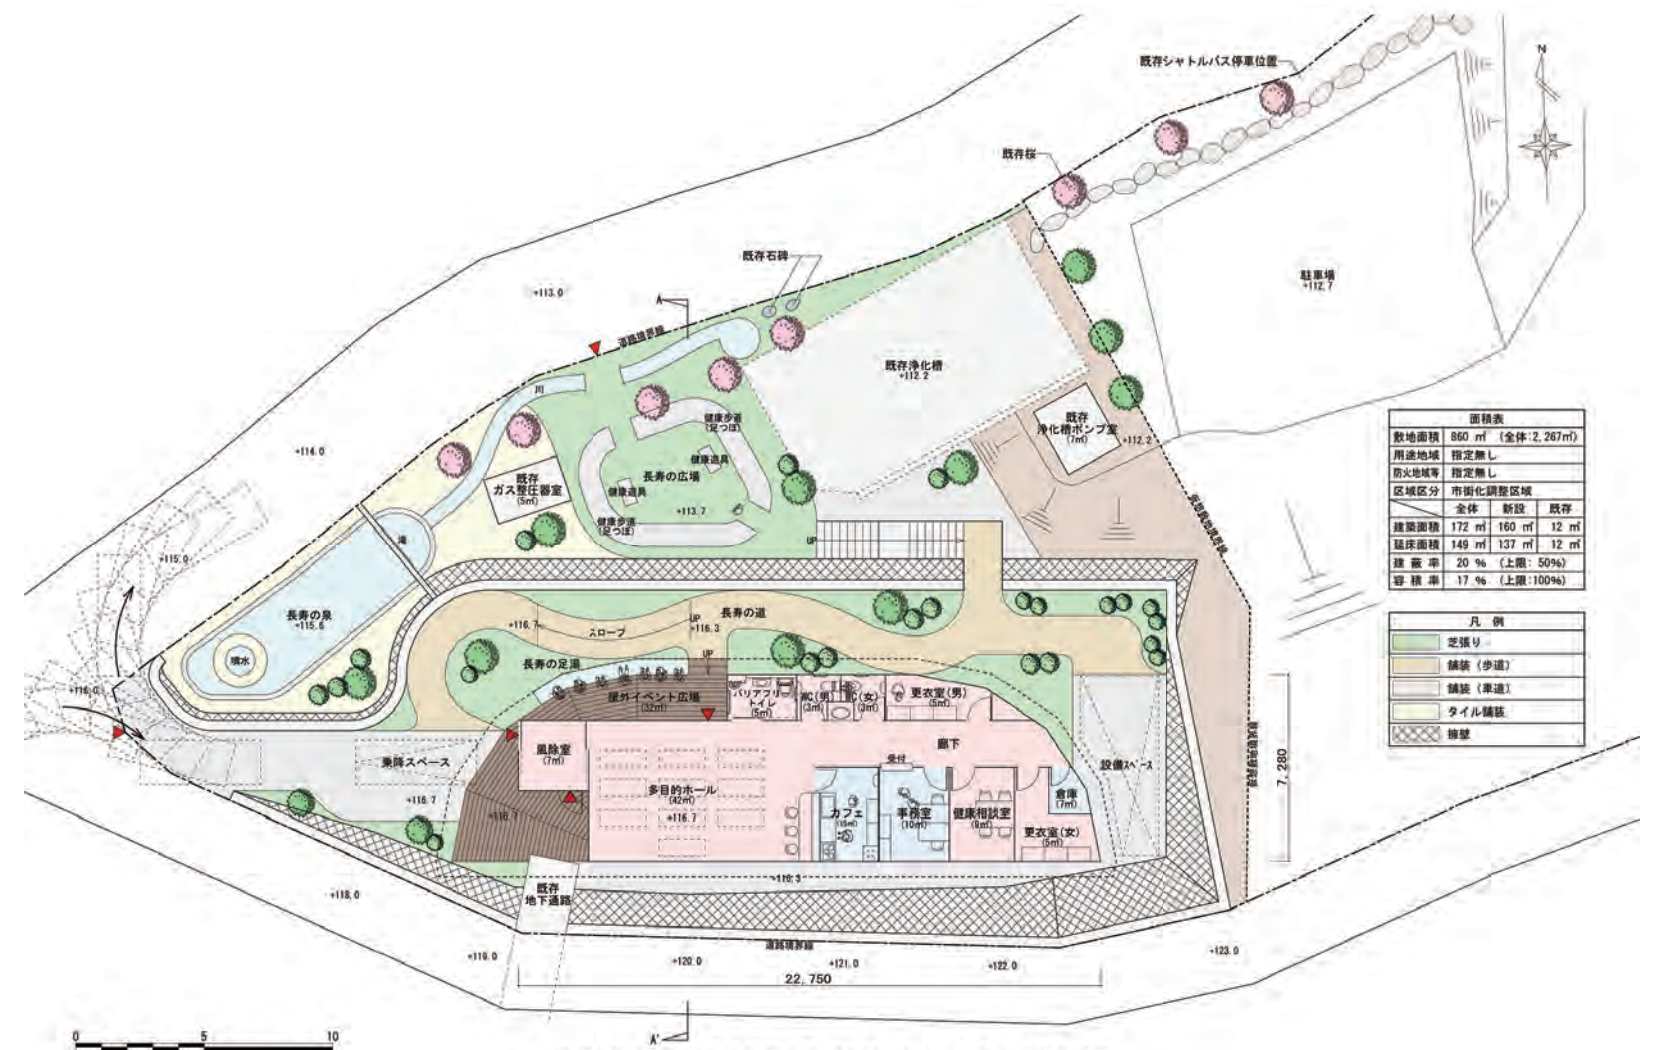 既存シャトルバス停車位置
N
既存桜
既存石碑
+113.0
A
道路境界線
駐車場
+112.7
既存浄化槽
+112.2
川
既存
浄化槽ポンプ室
(7㎡)
+112.2
健康歩道
(足つぼ)
健康遊具
長寿の広場
健康遊具
+113.7
健康歩道
(足つぼ)
+114.0
既存
ガス整圧器室
(5㎡)
滝
UP
+115.0
長寿の泉
+115.6
噴水
+116.0
面積表
敷地面積 860 ㎡ (全体:2,267㎡)
用途地域 指定無し
防火地域等 指定無し
区域区分 市街化調整区域
全体 新設 既存
建築面積 172 ㎡ 160 ㎡ 12 ㎡
延床面積 149 ㎡ 137 ㎡ 12 ㎡
建蔽率 20 % (上限: 50%)
容積率 17 % (上限:100%)
凡例
芝張り
舗装(歩道)
舗装(車道)
タイル舗装
擁壁
+116.7
スロープ
UP
+116.3
長寿の道
UP
長寿の足湯
屋外イベント広場
(32㎡)
バリアフリー
トイレ
(5㎡)
WC(男)
(3㎡)
WC(女)
(3㎡)
更衣室(男)
(5㎡)
風除室
(7㎡)
廊下
受付
設備スペース
乗降スペース
+116.7
+116.7
多目的ホール
(42㎡)
+116.7
カフェ
(15㎡)
事務室
(10㎡)
健康相談室
(9㎡)
倉庫
(7㎡)
更衣室(女)
(5㎡)
7,280
+116.3
既存
地下通路
+118.0
道路境界線
+119.0
+120.0
+121.0
+122.0
+123.0
22,750
A'
0 5 10